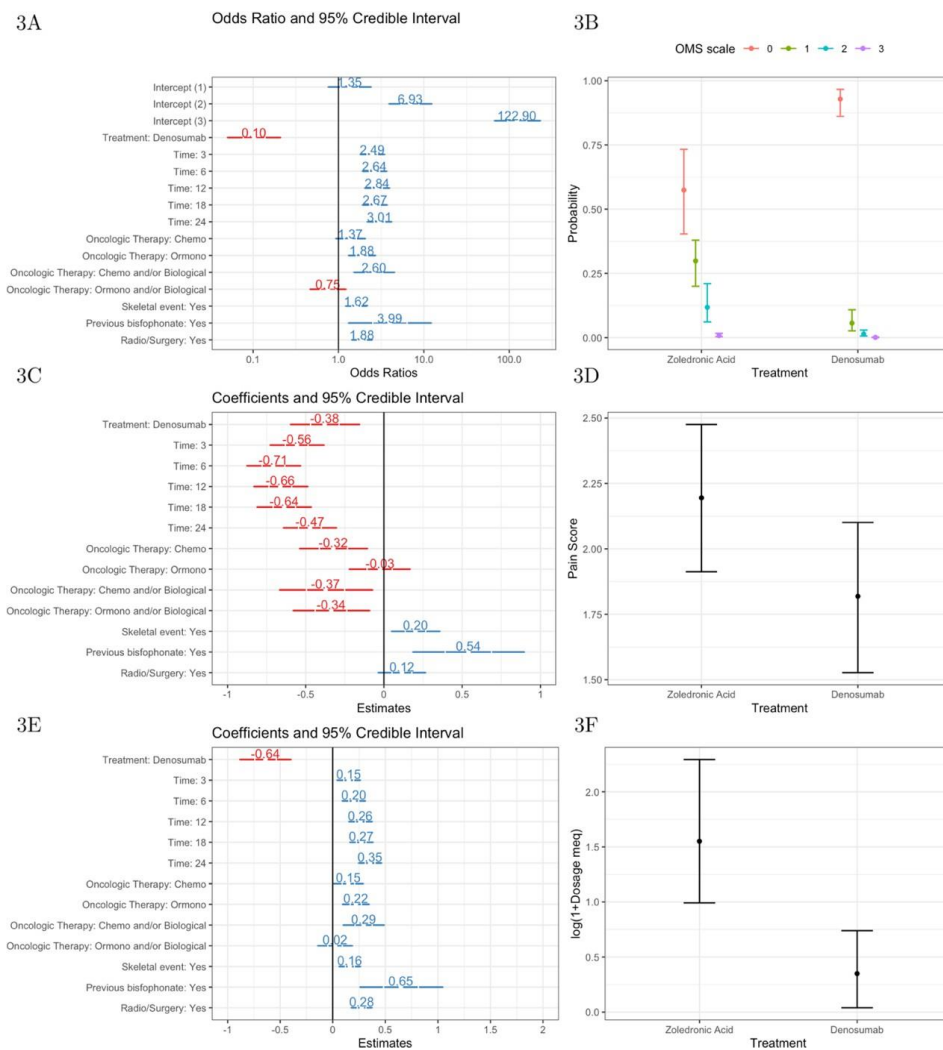 3A
Odds Ratio and 95% Credible Interval
Intercept (1)
1.35
Intercept (2)
6.93
Intercept (3)
122.90
Treatment: Denosumab
0.10
Time: 3
2.49
Time: 6
2.64
Time: 12
2.84
Time: 18
2.67
Time: 24
3.01
Oncologic Therapy: Chemo
1.37
Oncologic Therapy: Ormono
1.88
Oncologic Therapy: Chemo and/or Biological
2.60
Oncologic Therapy: Ormono and/or Biological
0.75
Skeletal event: Yes
1.62
Previous bisfophonate: Yes
3.99
Radio/Surgery: Yes
1.88
0.1 1.0 10.0 100.0
Odds Ratios
3B
OMS scale 0 1 2 3
Probability
1.00
0.75
0.50
0.25
0.00
Zoledronic Acid Denosumab
Treatment
3C
Coefficients and 95% Credible Interval
Treatment: Denosumab
-0.38
Time: 3
-0.56
Time: 6
-0.71
Time: 12
-0.66
Time: 18
-0.64
Time: 24
-0.47
Oncologic Therapy: Chemo
-0.32
Oncologic Therapy: Ormono
-0.03
Oncologic Therapy: Chemo and/or Biological
-0.37
Oncologic Therapy: Ormono and/or Biological
-0.34
Skeletal event: Yes
0.20
Previous bisfophonate: Yes
0.54
Radio/Surgery: Yes
0.12
-1 -0.5 0 0.5 1
Estimates
3D
Pain Score
2.50
2.25
2.00
1.75
1.50
Zoledronic Acid Denosumab
Treatment
3E
Coefficients and 95% Credible Interval
Treatment: Denosumab
-0.64
Time: 3
0.15
Time: 6
0.20
Time: 12
0.26
Time: 18
0.27
Time: 24
0.35
Oncologic Therapy: Chemo
0.15
Oncologic Therapy: Ormono
0.22
Oncologic Therapy: Chemo and/or Biological
0.29
Oncologic Therapy: Ormono and/or Biological
0.02
Skeletal event: Yes
0.16
Previous bisfophonate: Yes
0.65
Radio/Surgery: Yes
0.28
-1 -0.5 0 0.5 1 1.5 2
Estimates
3F
log(1+Dosage meq)
2.0
1.5
1.0
0.5
0.0
Zoledronic Acid Denosumab
Treatment